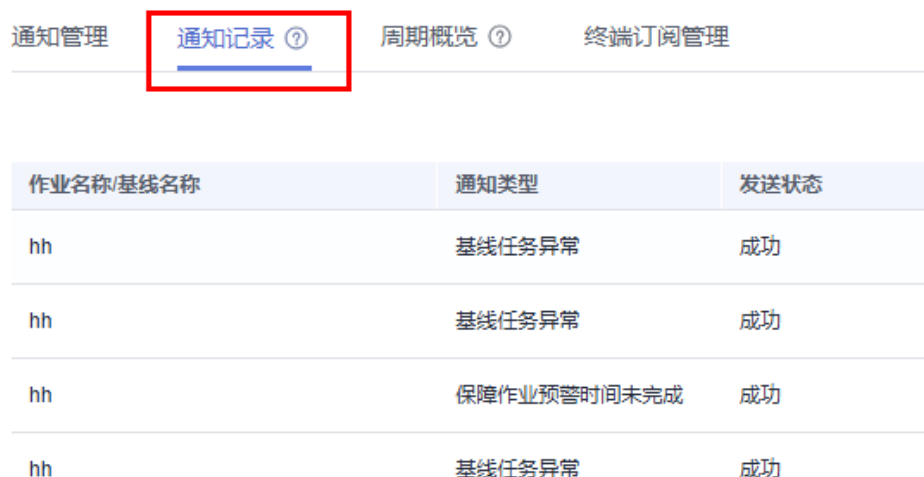 通知管理 通知记录 ? 周期概览 ? 终端订阅管理
作业名称/基线名称 通知类型 发送状态
hh 基线任务异常 成功
hh 基线任务异常 成功
hh 保障作业预警时间未完成 成功
hh 基线任务异常 成功